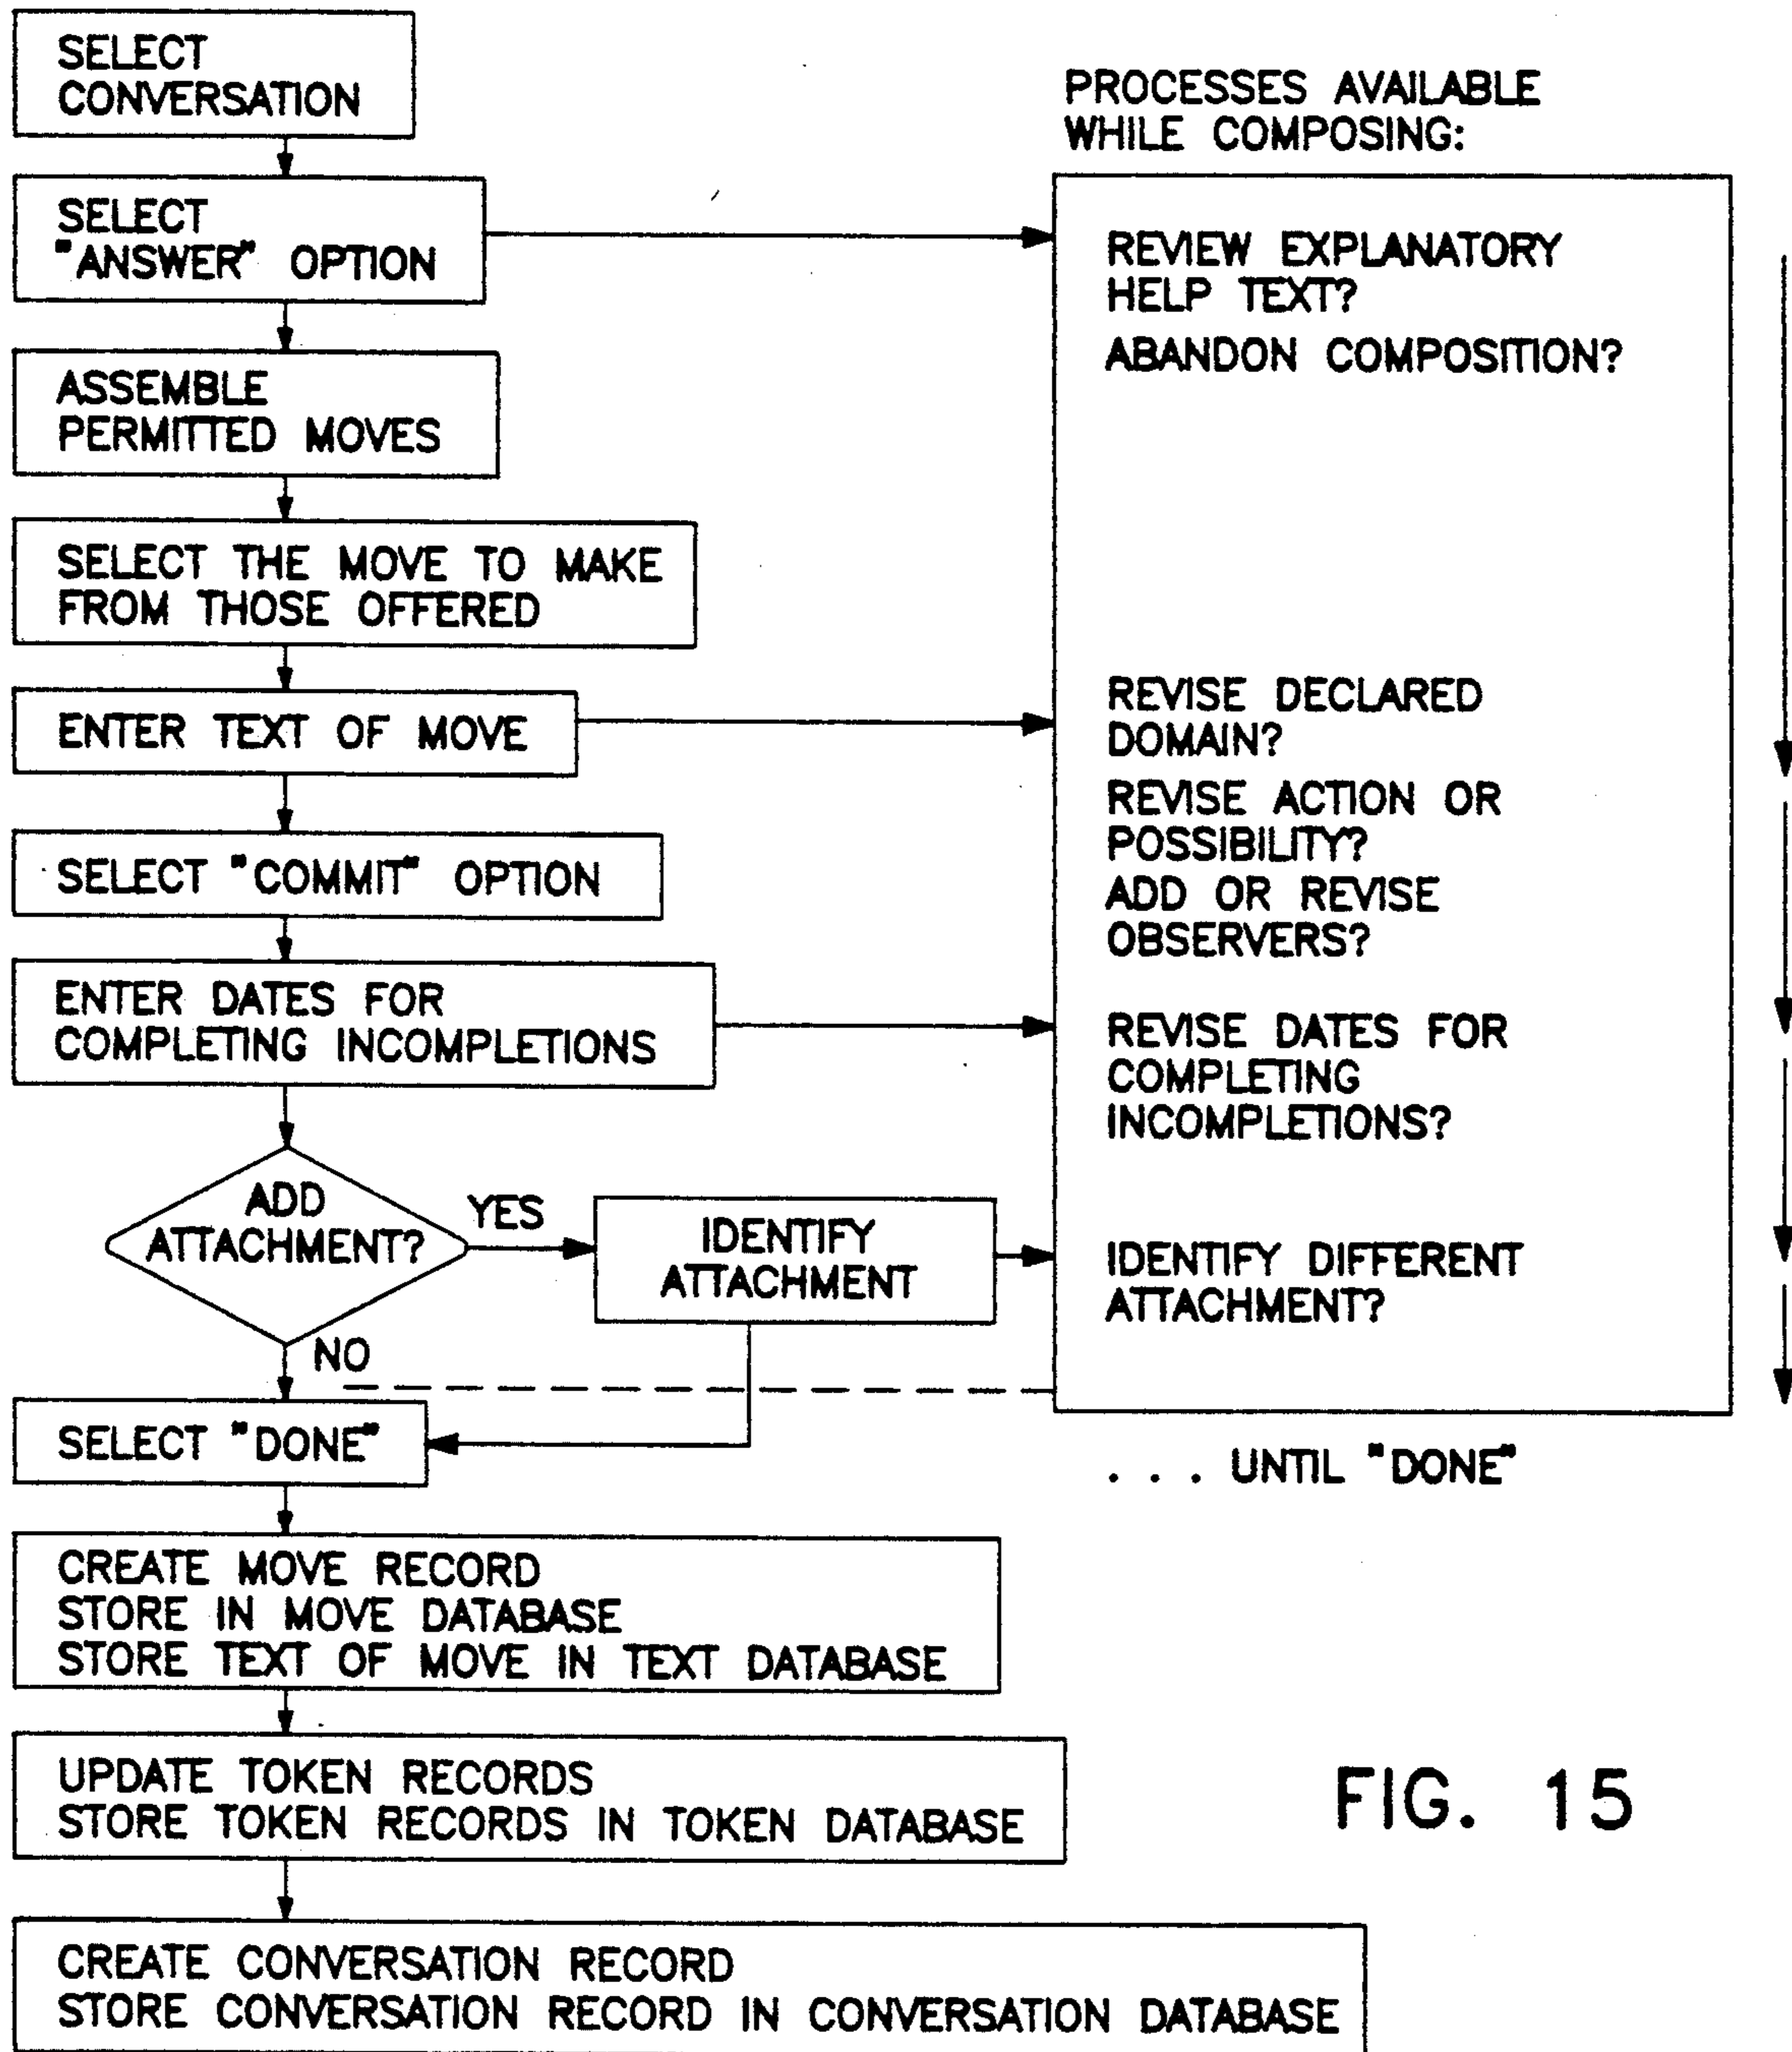 SELECT
CONVERSATION
SELECT
"ANSWER" OPTION
ASSEMBLE
PERMITTED MOVES
SELECT THE MOVE TO MAKE
FROM THOSE OFFERED
ENTER TEXT OF MOVE
SELECT "COMMIT" OPTION
ENTER DATES FOR
COMPLETING INCOMPLETIONS
ADD
ATTACHMENT?
YES
IDENTIFY
ATTACHMENT
NO
SELECT "DONE"
CREATE MOVE RECORD
STORE IN MOVE DATABASE
STORE TEXT OF MOVE IN TEXT DATABASE
UPDATE TOKEN RECORDS
STORE TOKEN RECORDS IN TOKEN DATABASE
CREATE CONVERSATION RECORD
STORE CONVERSATION RECORD IN CONVERSATION DATABASE
PROCESSES AVAILABLE
WHILE COMPOSING:
REVIEW EXPLANATORY
HELP TEXT?
ABANDON COMPOSITION?
REVISE DECLARED
DOMAIN?
REVISE ACTION OR
POSSIBILITY?
ADD OR REVISE
OBSERVERS?
REVISE DATES FOR
COMPLETING
INCOMPLETIONS?
IDENTIFY DIFFERENT
ATTACHMENT?
. . . UNTIL "DONE"
FIG. 15